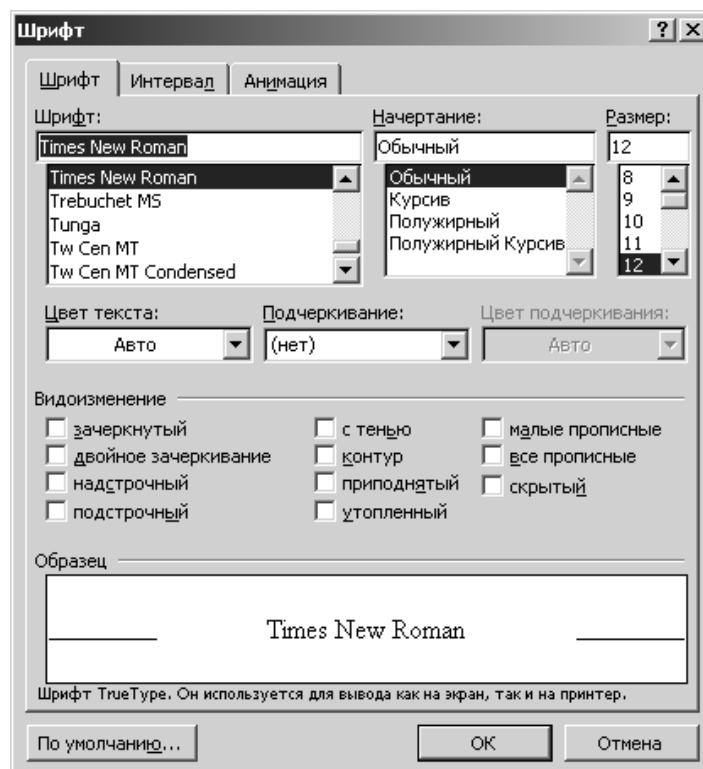 Шрифт
Шрифт Интервал Анимация
Шрифт: Начертание: Размер:
Times New Roman Обычный 12
Times New Roman Обычный 8
Trebuchet MS Курсив 9
Tunga Полужирный 10
Tw Cen MT Полужирный Курсив 11
Tw Cen MT Condensed 12
Цвет текста: Подчеркивание: Цвет подчеркивания:
Авто (нет) Авто
Видоизменение
зачеркнутый с тенью малые прописные
двойное зачеркивание контур все прописные
надстрочный приподнятый скрытый
подстрочный утопленный
Образец
Times New Roman
Шрифт TrueType. Он используется для вывода как на экран, так и на принтер.
По умолчанию... ОК Отмена